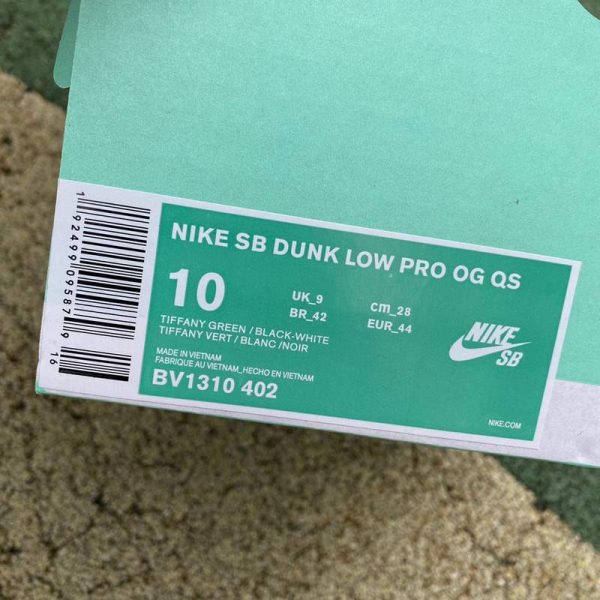 NIKE SB DUNK LOW PRO OG QS
10
UK_9
BR_42
cm_28
EUR_44
TIFFANY GREEN / BLACK-WHITE
TIFFANY VERT / BLANC /NOIR
MADE IN VIETNAM
FABRIQUE AU VIETNAM_HECHO EN VIETNAM
BV1310 402
NIKE
SB
NIKE.COM
1 92499 09587 9
16